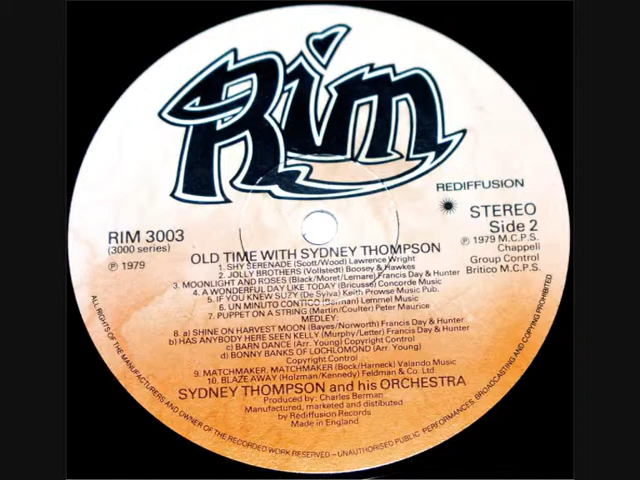 Rim
REDIFFUSION
RIM 3003
(3000 series)
℗ 1979
STEREO
Side 2
℗ 1979 M.C.P.S.
Chappell
Group Control
Britico M.C.P.S.
OLD TIME WITH SYDNEY THOMPSON
1. SHY SERENADE (Scott/Wood) Lawrence Wright
2. JOLLY BROTHERS (Vollstedt) Boosey & Hawkes
3. MOONLIGHT AND ROSES (Black/Moret/Lemare) Francis Day & Hunter
4. A WONDERFUL DAY LIKE TODAY (Bricusse) Concorde Music
5. IF YOU KNEW SUZY (De Sylva) Keith Prowse Music Pub.
6. UN MINUTO CONTIGO (Berman) Lemmel Music
7. PUPPET ON A STRING (Martin/Coulter) Peter Maurice
MEDLEY:
8. a) SHINE ON HARVEST MOON (Bayes/Norworth) Francis Day & Hunter
b) HAS ANYBODY HERE SEEN KELLY (Murphy/Letter) Francis Day & Hunter
c) BARN DANCE (Arr. Young) Copyright Control
d) BONNY BANKS OF LOCHLOMOND (Arr. Young)
Copyright Control
9. MATCHMAKER, MATCHMAKER (Bock/Harneck) Valando Music
10. BLAZE AWAY (Holzman/Kennedy) Feldman & Co. Ltd
SYDNEY THOMPSON and his ORCHESTRA
Produced by: Charles Berman
Manufactured, marketed and distibuted
by Rediffusion Records
Made in England
ALL RIGHTS OF THE MANUFACTURERS AND OWNER OF THE RECORDED WORK RESERVED – UNAUTHORISED PUBLIC PERFORMANCES, BROADCASTING AND COPYING PROHIBITED